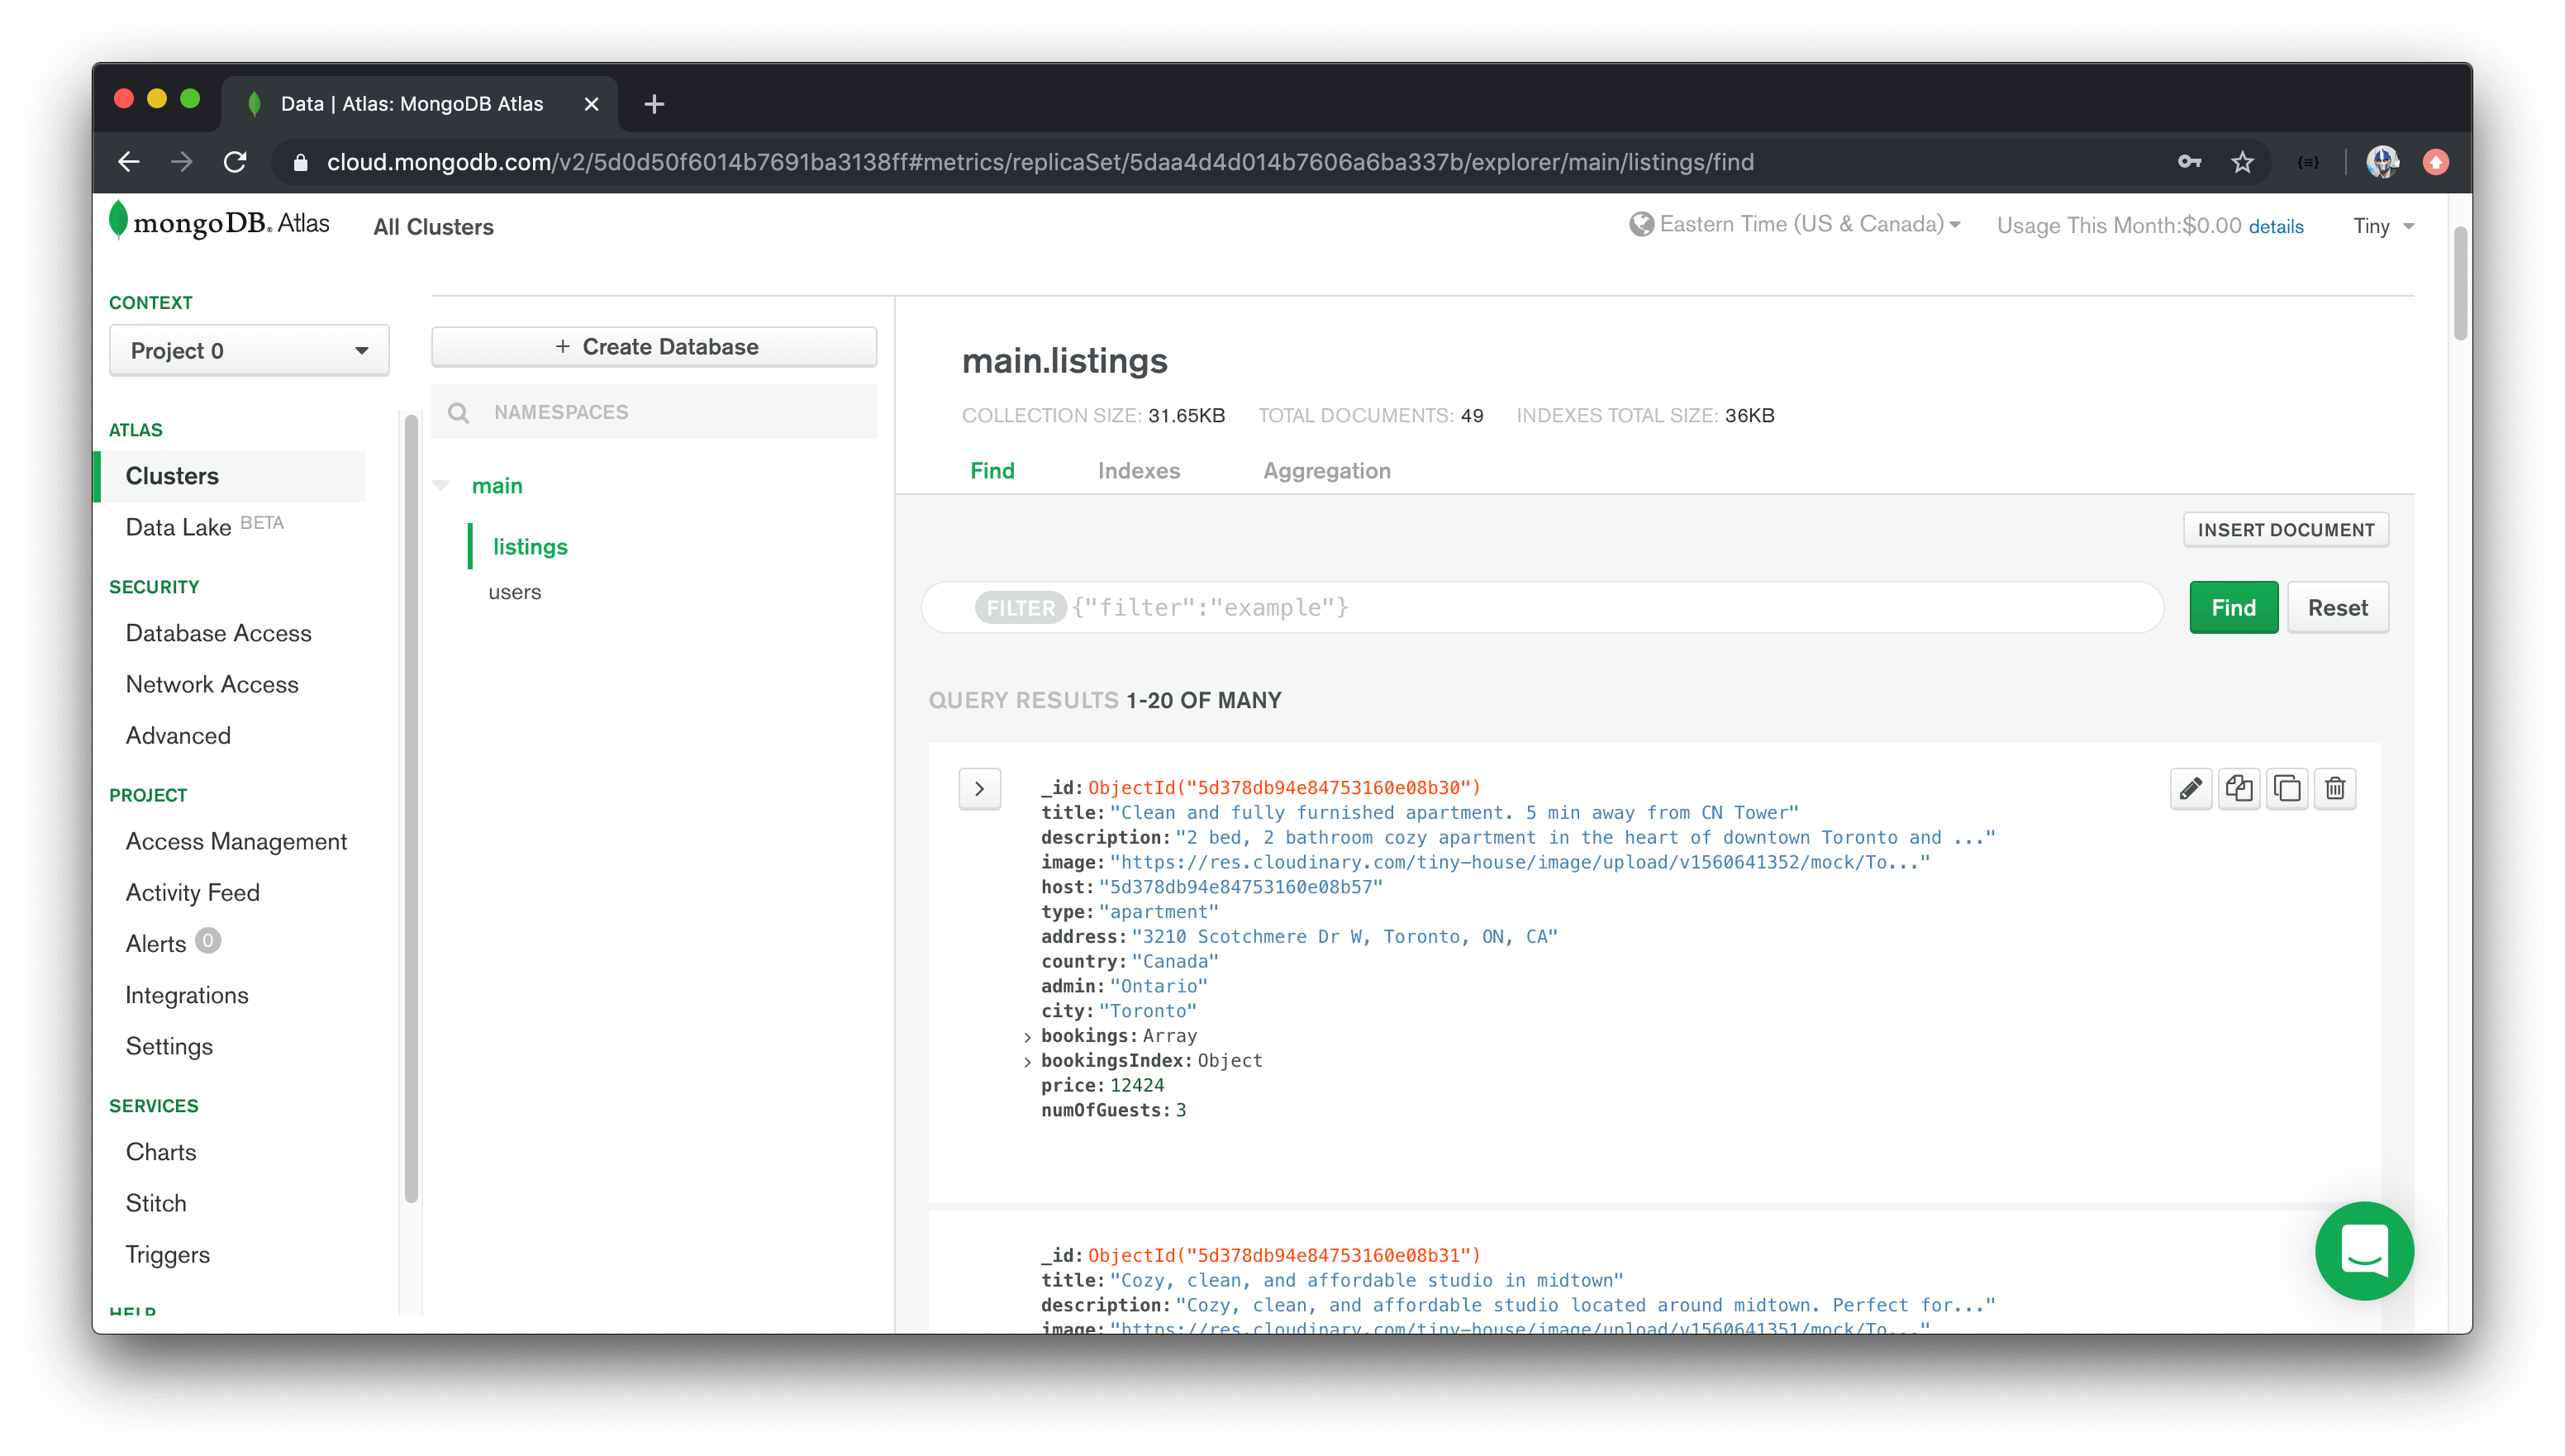 Data | Atlas: MongoDB Atlas
cloud.mongodb.com/v2/5d0d50f6014b7691ba3138ff#metrics/replicaSet/5daa4d4d014b7606a6ba337b/explorer/main/listings/find
mongoDB. Atlas
All Clusters
Eastern Time (US & Canada)
Usage This Month:$0.00 details
Tiny
CONTEXT
Project 0
ATLAS
Clusters
Data Lake BETA
SECURITY
Database Access
Network Access
Advanced
PROJECT
Access Management
Activity Feed
Alerts 0
Integrations
Settings
SERVICES
Charts
Stitch
Triggers
HELP
+ Create Database
NAMESPACES
main
listings
users
main.listings
COLLECTION SIZE: 31.65KB TOTAL DOCUMENTS: 49 INDEXES TOTAL SIZE: 36KB
Find Indexes Aggregation
INSERT DOCUMENT
FILTER {"filter":"example"}
Find
Reset
QUERY RESULTS 1-20 OF MANY
_id: ObjectId("5d378db94e84753160e08b30")
title: "Clean and fully furnished apartment. 5 min away from CN Tower"
description: "2 bed, 2 bathroom cozy apartment in the heart of downtown Toronto and ..."
image: "https://res.cloudinary.com/tiny-house/image/upload/v1560641352/mock/To..."
host: "5d378db94e84753160e08b57"
type: "apartment"
address: "3210 Scotchmere Dr W, Toronto, ON, CA"
country: "Canada"
admin: "Ontario"
city: "Toronto"
bookings: Array
bookingsIndex: Object
price: 12424
numOfGuests: 3
_id: ObjectId("5d378db94e84753160e08b31")
title: "Cozy, clean, and affordable studio in midtown"
description: "Cozy, clean, and affordable studio located around midtown. Perfect for..."
image: "https://res.cloudinary.com/tiny-house/image/upload/v1560641351/mock/To..."